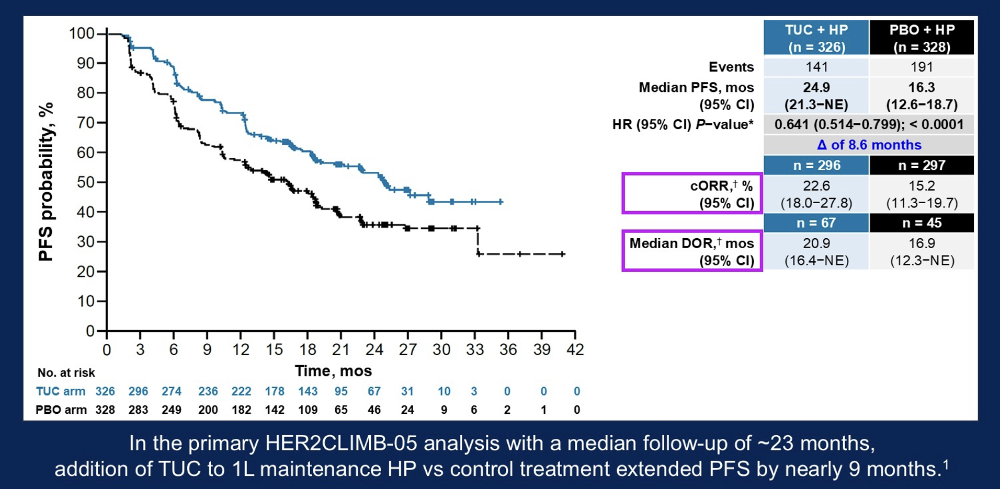 PFS probability, %
100
90
80
70
60
50
40
30
20
10
0
0 3 6 9 12 15 18 21 24 27 30 33 36 39 42
Time, mos
No. at risk
TUC arm 326 296 274 236 222 178 143 95 67 31 10 3 0 0 0
PBO arm 328 283 249 200 182 142 109 65 46 24 9 6 2 1 0
TUC + HP PBO + HP
(n = 326) (n = 328)
Events 141 191
Median PFS, mos 24.9 16.3
(95% CI) (21.3–NE) (12.6–18.7)
HR (95% CI) P–value* 0.641 (0.514–0.799); < 0.0001
Δ of 8.6 months
n = 296 n = 297
cORR,† % 22.6 15.2
(95% CI) (18.0–27.8) (11.3–19.7)
n = 67 n = 45
Median DOR,† mos 20.9 16.9
(95% CI) (16.4–NE) (12.3–NE)
In the primary HER2CLIMB-05 analysis with a median follow-up of ~23 months,
addition of TUC to 1L maintenance HP vs control treatment extended PFS by nearly 9 months.¹